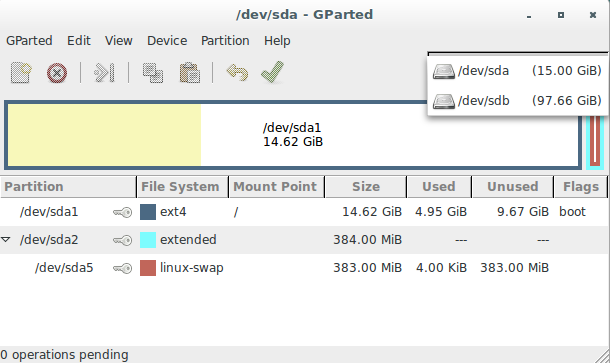 /dev/sda - GParted
GParted Edit View Device Partition Help
/dev/sda (15.00 GiB)
/dev/sdb (97.66 GiB)
/dev/sda1
14.62 GiB
Partition File System Mount Point Size Used Unused Flags
/dev/sda1 ext4 / 14.62 GiB 4.95 GiB 9.67 GiB boot
/dev/sda2 extended 384.00 MiB --- ---
/dev/sda5 linux-swap 383.00 MiB 4.00 KiB 383.00 MiB
0 operations pending